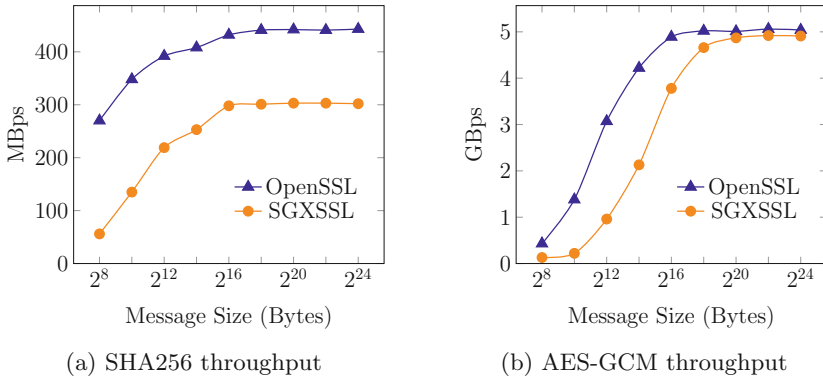 400
300
200
100
0
MBps
OpenSSL
SGXSSL
2^8 2^12 2^16 2^20 2^24
Message Size (Bytes)
(a) SHA256 throughput
5
4
3
2
1
0
GBps
OpenSSL
SGXSSL
2^8 2^12 2^16 2^20 2^24
Message Size (Bytes)
(b) AES-GCM throughput